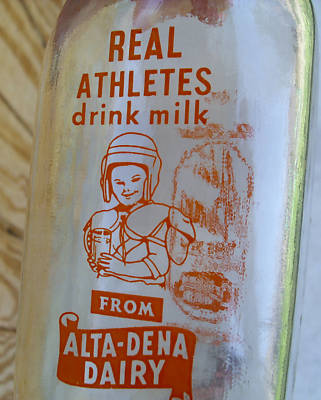 REAL
ATHLETES
drink milk
FROM
ALTA-DENA
DAIRY